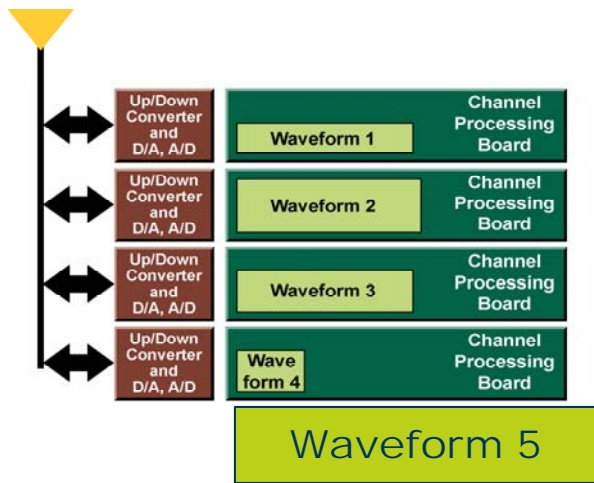 Up/Down
Converter
and
D/A, A/D
Waveform 1
Channel
Processing
Board
Up/Down
Converter
and
D/A, A/D
Waveform 2
Channel
Processing
Board
Up/Down
Converter
and
D/A, A/D
Waveform 3
Channel
Processing
Board
Up/Down
Converter
and
D/A, A/D
Wave
form 4
Channel
Processing
Board
Waveform 5